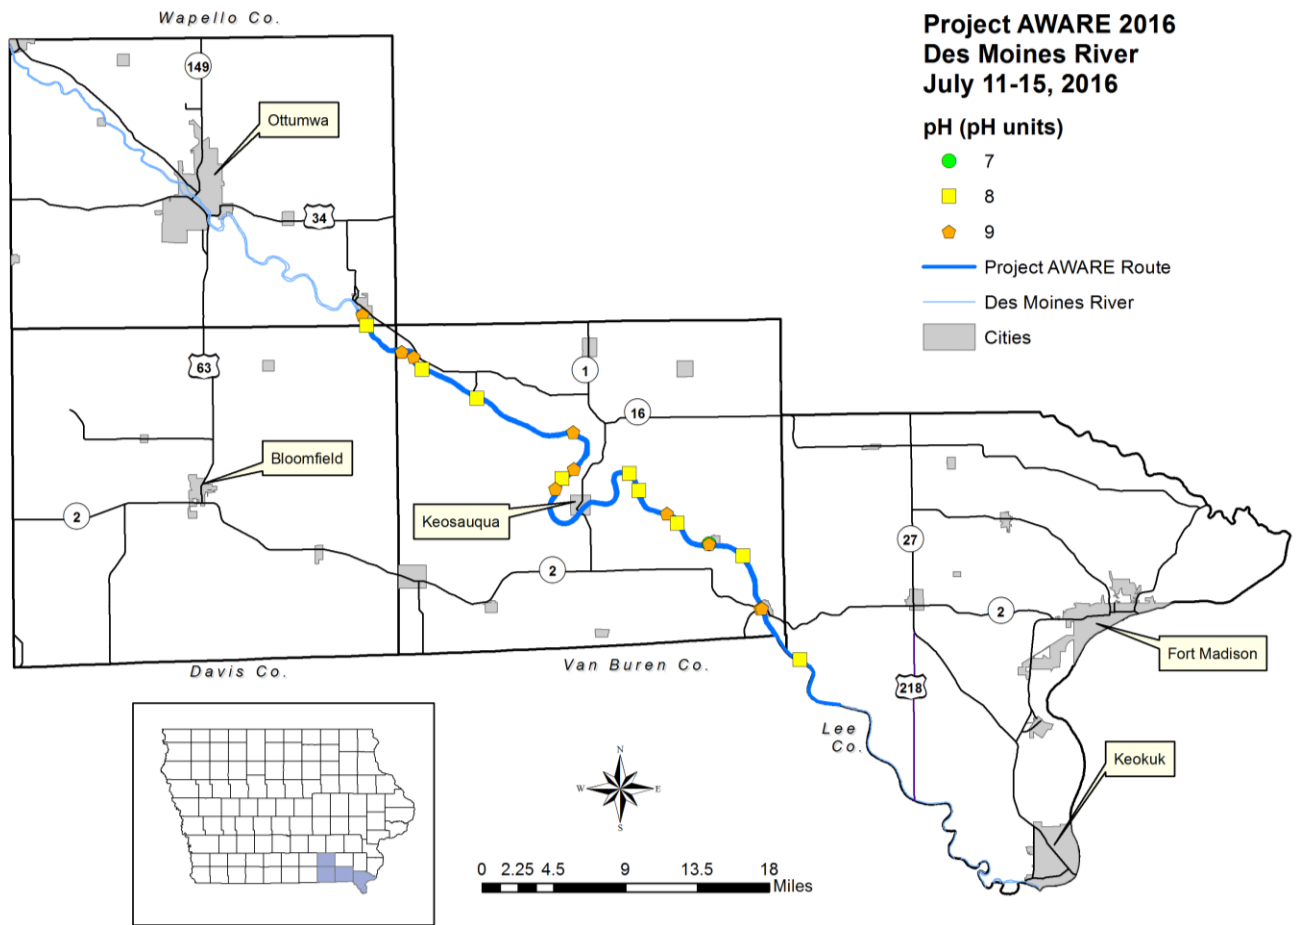 Wapello Co.
Project AWARE 2016
Des Moines River
July 11-15, 2016
pH (pH units)
7
8
9
Project AWARE Route
Des Moines River
Cities
149
Ottumwa
34
63
1
16
Bloomfield
2
Keosauqua
2
27
2
Fort Madison
Davis Co.
Van Buren Co.
218
Lee
Co.
Keokuk
N
W
E
S
0 2.25 4.5 9 13.5 18
Miles